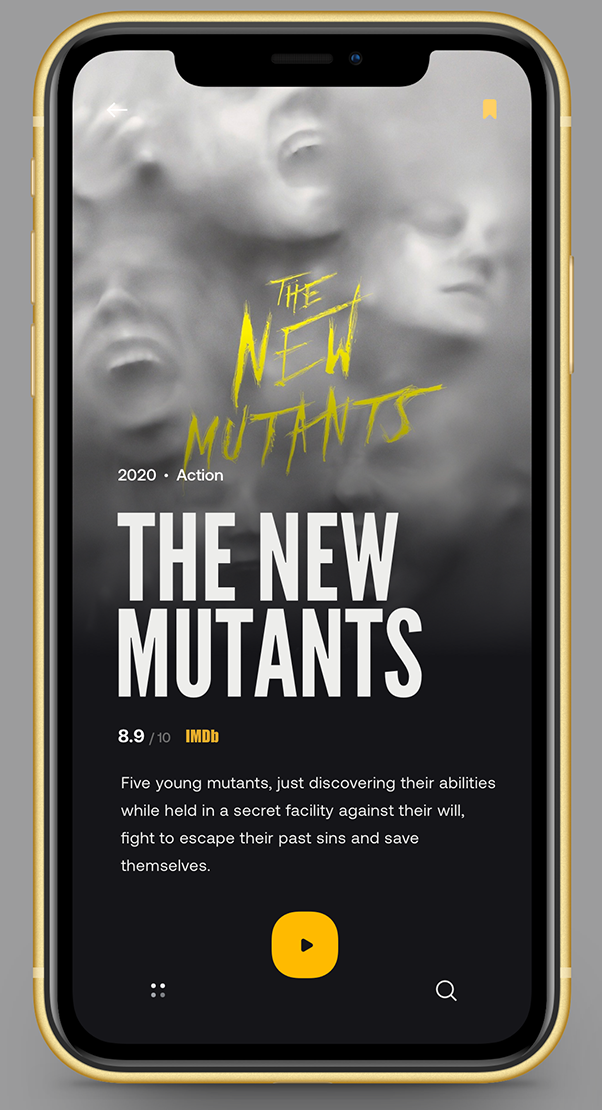 THE
NEW
MUTANTS
2020 • Action
THE NEW
MUTANTS
8.9 / 10 IMDb
Five young mutants, just discovering their abilities
while held in a secret facility against their will,
fight to escape their past sins and save
themselves.